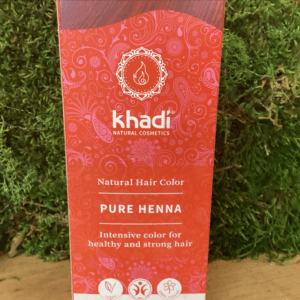 khadi
NATURAL COSMETICS
Natural Hair Color
PURE HENNA
Intensive color for
healthy and strong hair